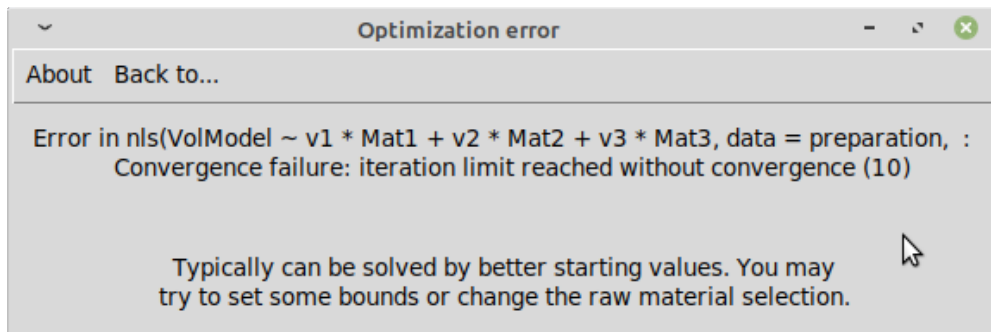 Optimization error
About Back to...
Error in nls(VolModel ~ v1 * Mat1 + v2 * Mat2 + v3 * Mat3, data = preparation, :
Convergence failure: iteration limit reached without convergence (10)
Typically can be solved by better starting values. You may
try to set some bounds or change the raw material selection.